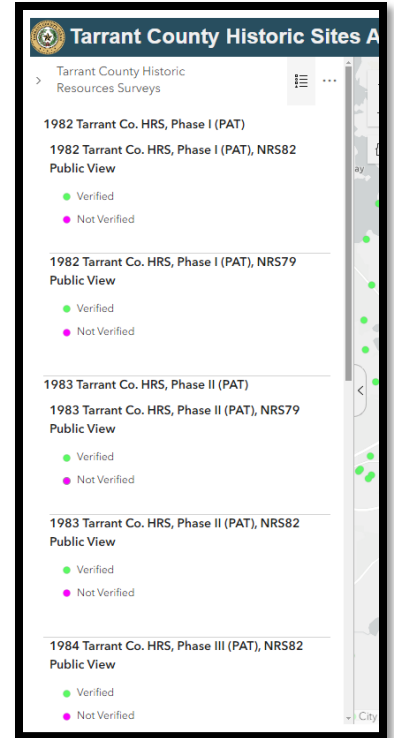 Tarrant County Historic Sites A
Tarrant County Historic
Resources Surveys
1982 Tarrant Co. HRS, Phase I (PAT)
1982 Tarrant Co. HRS, Phase I (PAT), NRS82
Public View
Verified
Not Verified
1982 Tarrant Co. HRS, Phase I (PAT), NRS79
Public View
Verified
Not Verified
1983 Tarrant Co. HRS, Phase II (PAT)
1983 Tarrant Co. HRS, Phase II (PAT), NRS79
Public View
Verified
Not Verified
1983 Tarrant Co. HRS, Phase II (PAT), NRS82
Public View
Verified
Not Verified
1984 Tarrant Co. HRS, Phase III (PAT), NRS82
Public View
Verified
Not Verified
ay
City